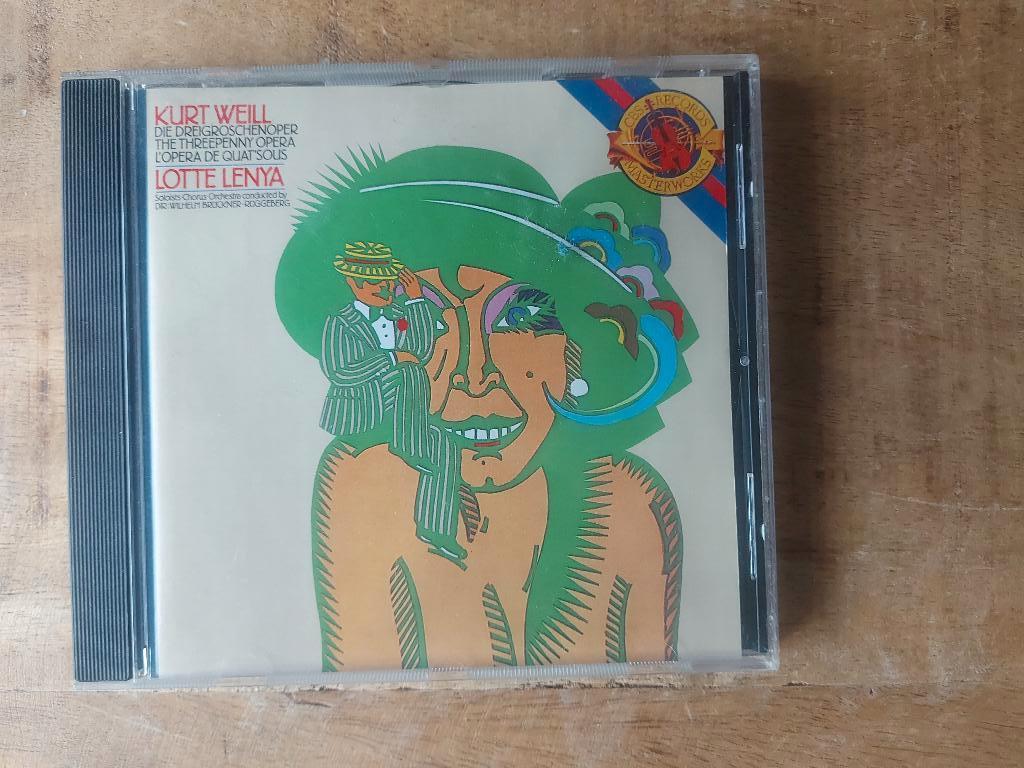 KURT WEILL
DIE DREIGROSCHENOPER
THE THREEPENNY OPERA
L'OPERA DE QUAT'SOUS
LOTTE LENYA
Soloists·Chorus·Orchestra conducted by
DIR: WILHELM BRÜCKNER-RÜGGEBERG
CBS RECORDS
MASTERWORKS